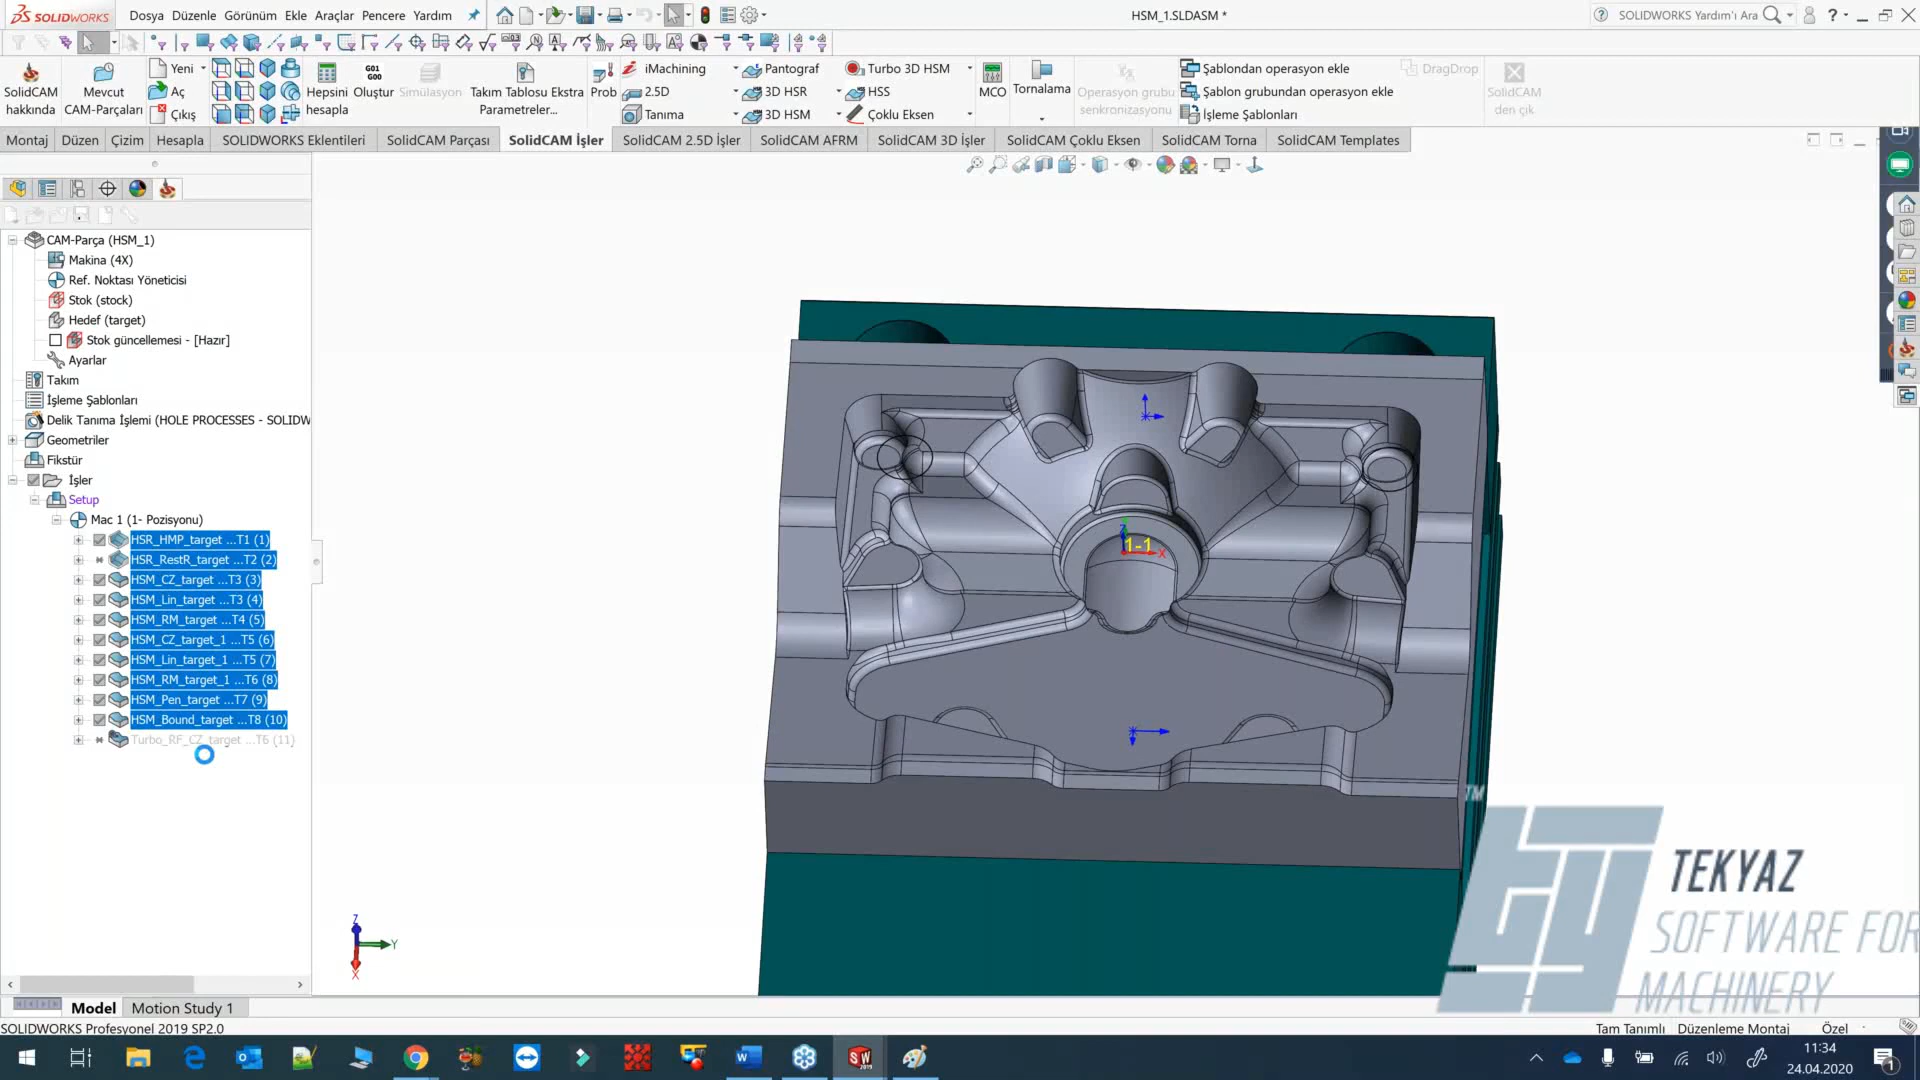 SOLIDWORKS
Dosya Düzenle Görünüm Ekle Araçlar Pencere Yardım
HSM_1.SLDASM *
SOLIDWORKS Yardım'ı Ara
SolidCAM hakkında
Mevcut CAM-Parçaları
Yeni
Aç
Çıkış
Hepsini hesapla
G01 G00
Oluştur
Simülasyon
Takım Tablosu Ekstra Parametreler...
Prob
iMachining
2.5D
Tanıma
Pantograf
3D HSR
3D HSM
Turbo 3D HSM
HSS
Çoklu Eksen
MCO
Tornalama
Operasyon grubu senkronizasyonu
Şablondan operasyon ekle
Şablon grubundan operasyon ekle
İşleme Şablonları
DragDrop
SolidCAM den çık
Montaj Düzen Çizim Hesapla SOLIDWORKS Eklentileri SolidCAM Parçası SolidCAM İşler SolidCAM 2.5D İşler SolidCAM AFRM SolidCAM 3D İşler SolidCAM Çoklu Eksen SolidCAM Torna SolidCAM Templates
CAM-Parça (HSM_1)
Makina (4X)
Ref. Noktası Yöneticisi
Stok (stock)
Hedef (target)
Stok güncellemesi - [Hazır]
Ayarlar
Takım
İşleme Şablonları
Delik Tanıma İşlemi (HOLE PROCESSES - SOLIDW
Geometriler
Fikstür
İşler
Setup
Mac 1 (1- Pozisyonu)
HSR_HMP_target ...T1 (1)
HSR_RestR_target ...T2 (2)
HSM_CZ_target ...T3 (3)
HSM_Lin_target ...T3 (4)
HSM_RM_target ...T4 (5)
HSM_CZ_target_1 ...T5 (6)
HSM_Lin_target_1 ...T5 (7)
HSM_RM_target_1 ...T6 (8)
HSM_Pen_target ...T7 (9)
HSM_Bound_target ...T8 (10)
Turbo_RF_CZ_target ...T6 (11)
Z
1-1
X
Z
Y
X
TM
TEKYAZ
SOFTWARE FOR
MACHINERY
Model Motion Study 1
SOLIDWORKS Profesyonel 2019 SP2.0
Tam Tanımlı Düzenleme Montaj Özel
11:34
24.04.2020